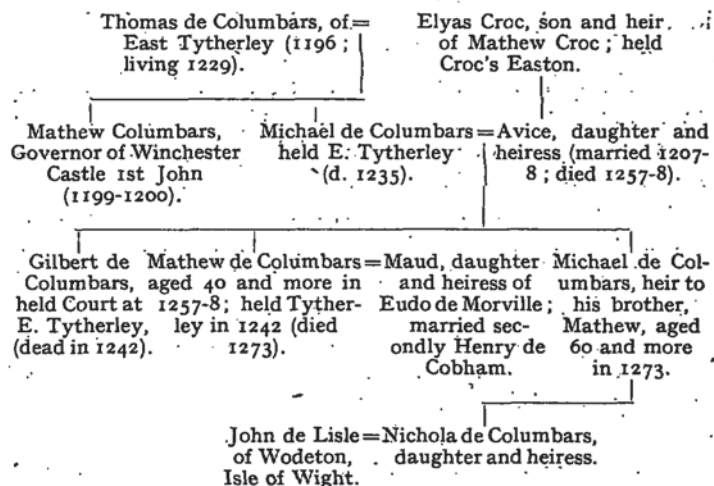 Thomas de Columbars, of = Elyas Croc, son and heir
East Tytherley (1196 ; of Mathew Croc ; held
living 1229). Croc's Easton.
Mathew Columbars, Michael de Columbars = Avice, daughter and
Governor of Winchester held E. Tytherley heiress (married 1207-
Castle 1st John (d. 1235). 8 ; died 1257-8).
(1199-1200).
Gilbert de Mathew de Columbars = Maud, daughter Michael de Col-
Columbars, aged 40 and more in and heiress of umbars, heir to
held Court at 1257-8; held Tyther- Eudo de Morville ; his brother,
E. Tytherley, ley in 1242 (died married sec- Mathew, aged
(dead in 1242). 1273). ondly Henry de 60 and more
Cobham. in 1273.
John de Lisle = Nichola de Columbars,
of Wodeton, daughter and heiress.
Isle of Wight.